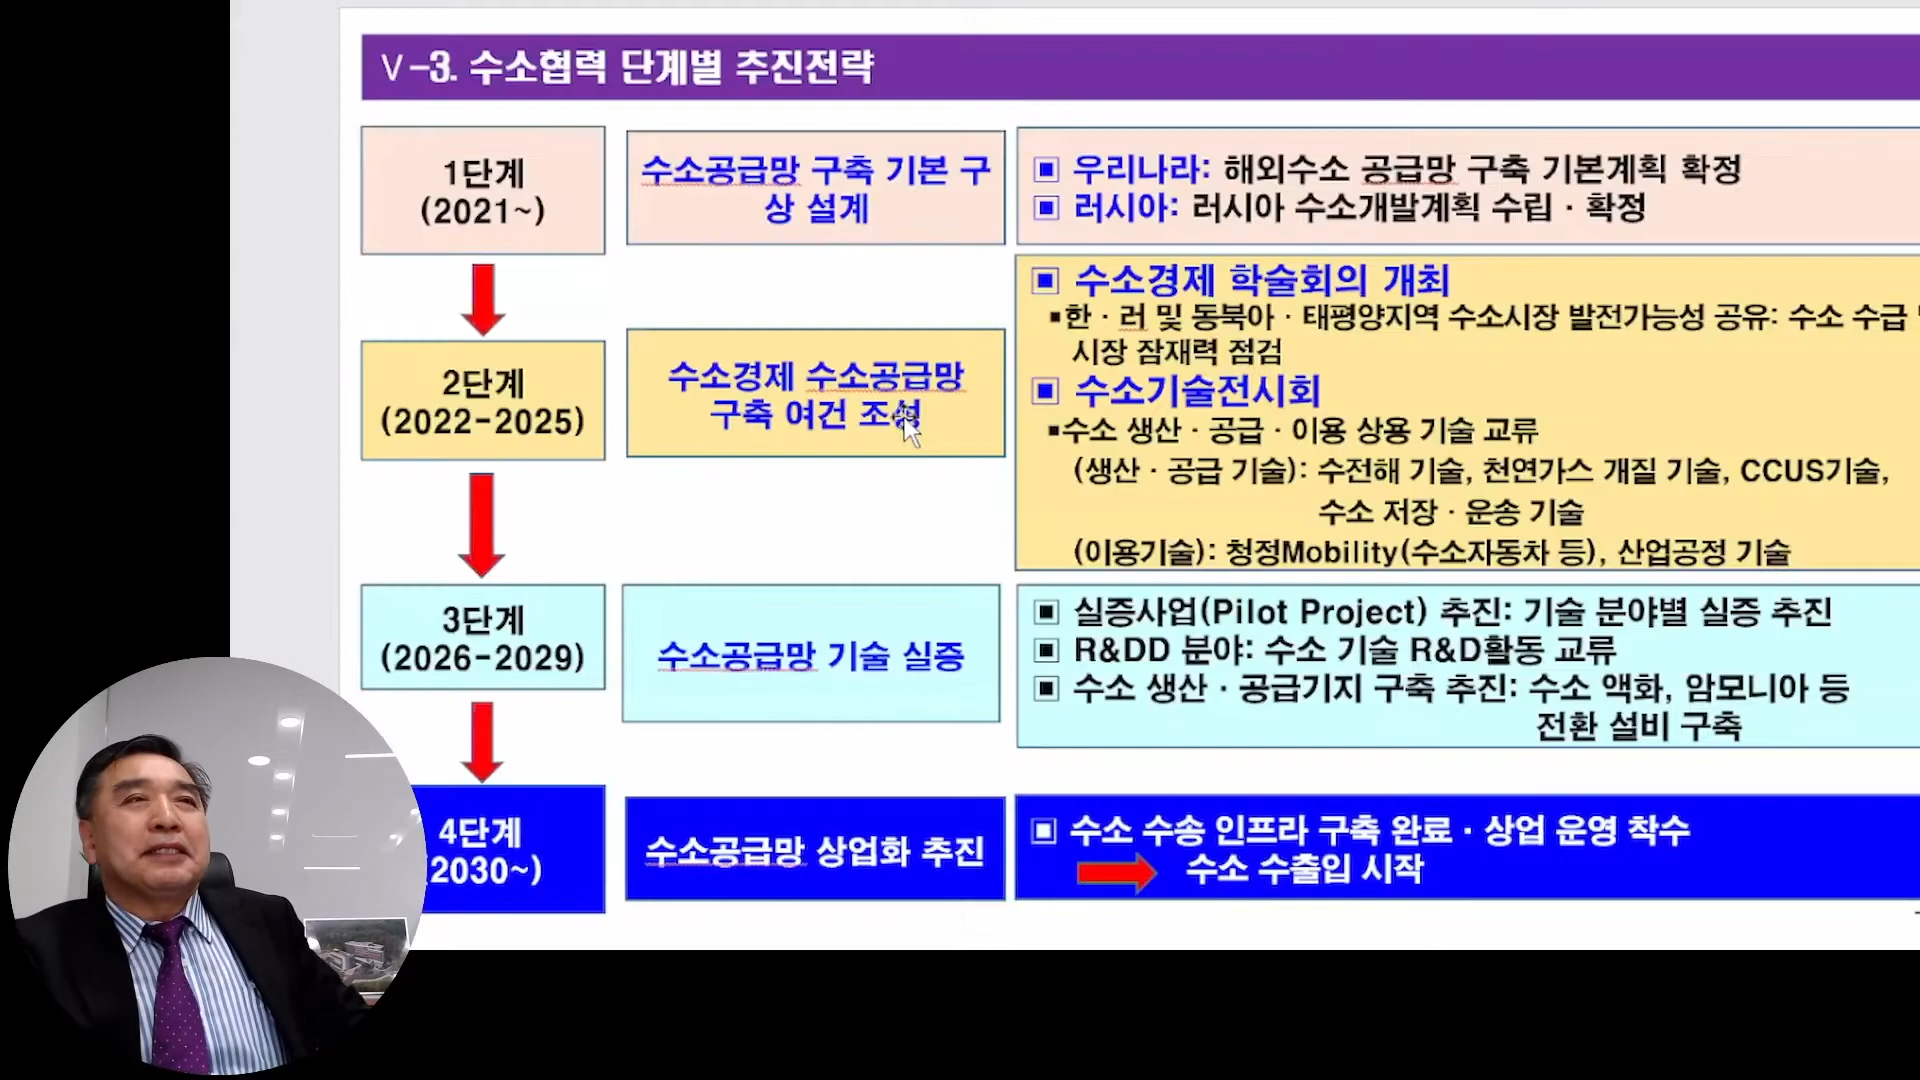 Ⅴ-3. 수소협력 단계별 추진전략
1단계
(2021~)
수소공급망 구축 기본 구
상 설계
▣ 우리나라: 해외수소 공급망 구축 기본계획 확정
▣ 러시아: 러시아 수소개발계획 수립 · 확정
2단계
(2022-2025)
수소경제 수소공급망
구축 여건 조성
▣ 수소경제 학술회의 개최
▪한 · 러 및 동북아 · 태평양지역 수소시장 발전가능성 공유: 수소 수급
시장 잠재력 점검
▣ 수소기술전시회
▪수소 생산 · 공급 · 이용 상용 기술 교류
(생산 · 공급 기술): 수전해 기술, 천연가스 개질 기술, CCUS기술,
수소 저장 · 운송 기술
(이용기술): 청정Mobility(수소자동차 등), 산업공정 기술
3단계
(2026-2029)
수소공급망 기술 실증
▣ 실증사업(Pilot Project) 추진: 기술 분야별 실증 추진
▣ R&DD 분야: 수소 기술 R&D활동 교류
▣ 수소 생산 · 공급기지 구축 추진: 수소 액화, 암모니아 등
전환 설비 구축
4단계
(2030~)
수소공급망 상업화 추진
▣ 수소 수송 인프라 구축 완료 · 상업 운영 착수
수소 수출입 시작